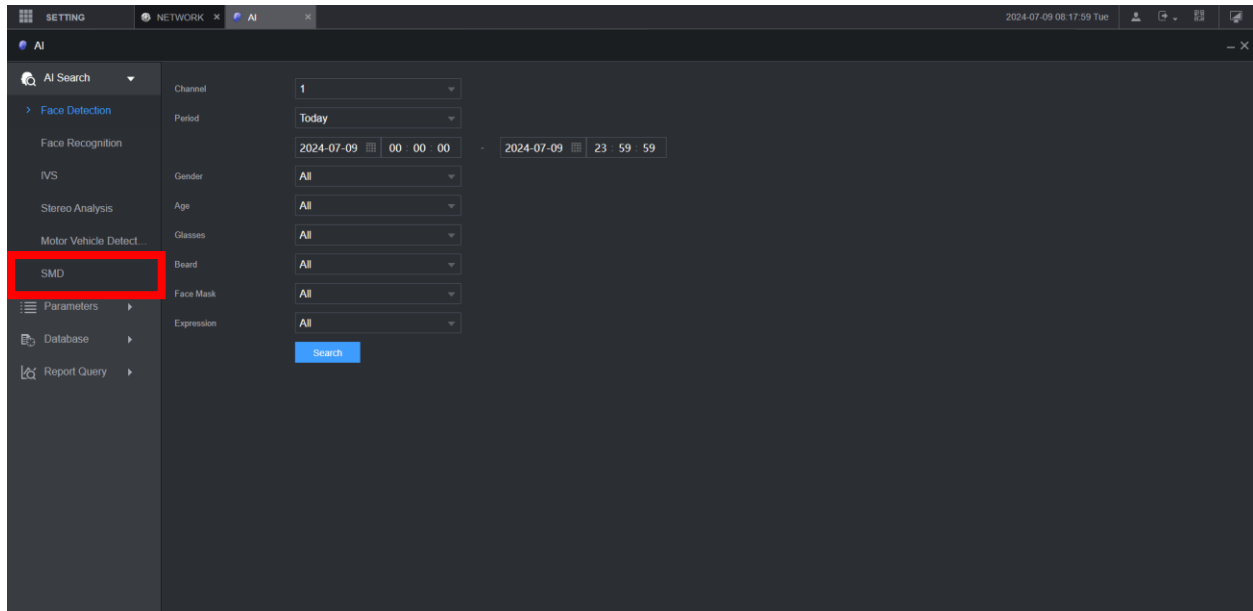 SETTING NETWORK × AI × 2024-07-09 08:17:59 Tue
AI
AI Search
> Face Detection
Face Recognition
IVS
Stereo Analysis
Motor Vehicle Detect...
SMD
Parameters
Database
Report Query
Channel 1
Period Today
2024-07-09 00 : 00 : 00 - 2024-07-09 23 : 59 : 59
Gender All
Age All
Glasses All
Beard All
Face Mask All
Expression All
Search